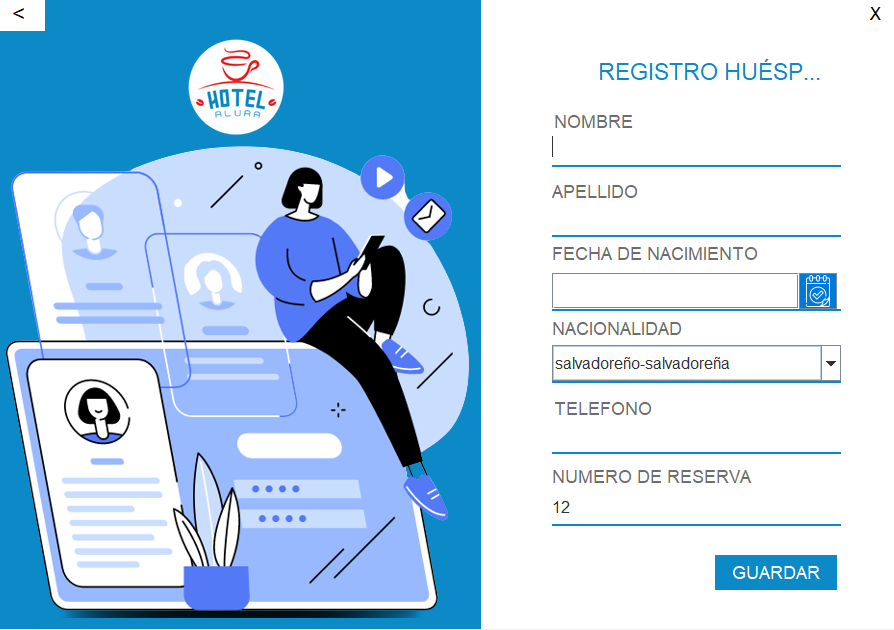 <
X
HOTEL
ALURA
REGISTRO HUÉSP...
NOMBRE
APELLIDO
FECHA DE NACIMIENTO
NACIONALIDAD
salvadoreño-salvadoreña
TELEFONO
NUMERO DE RESERVA
12
GUARDAR